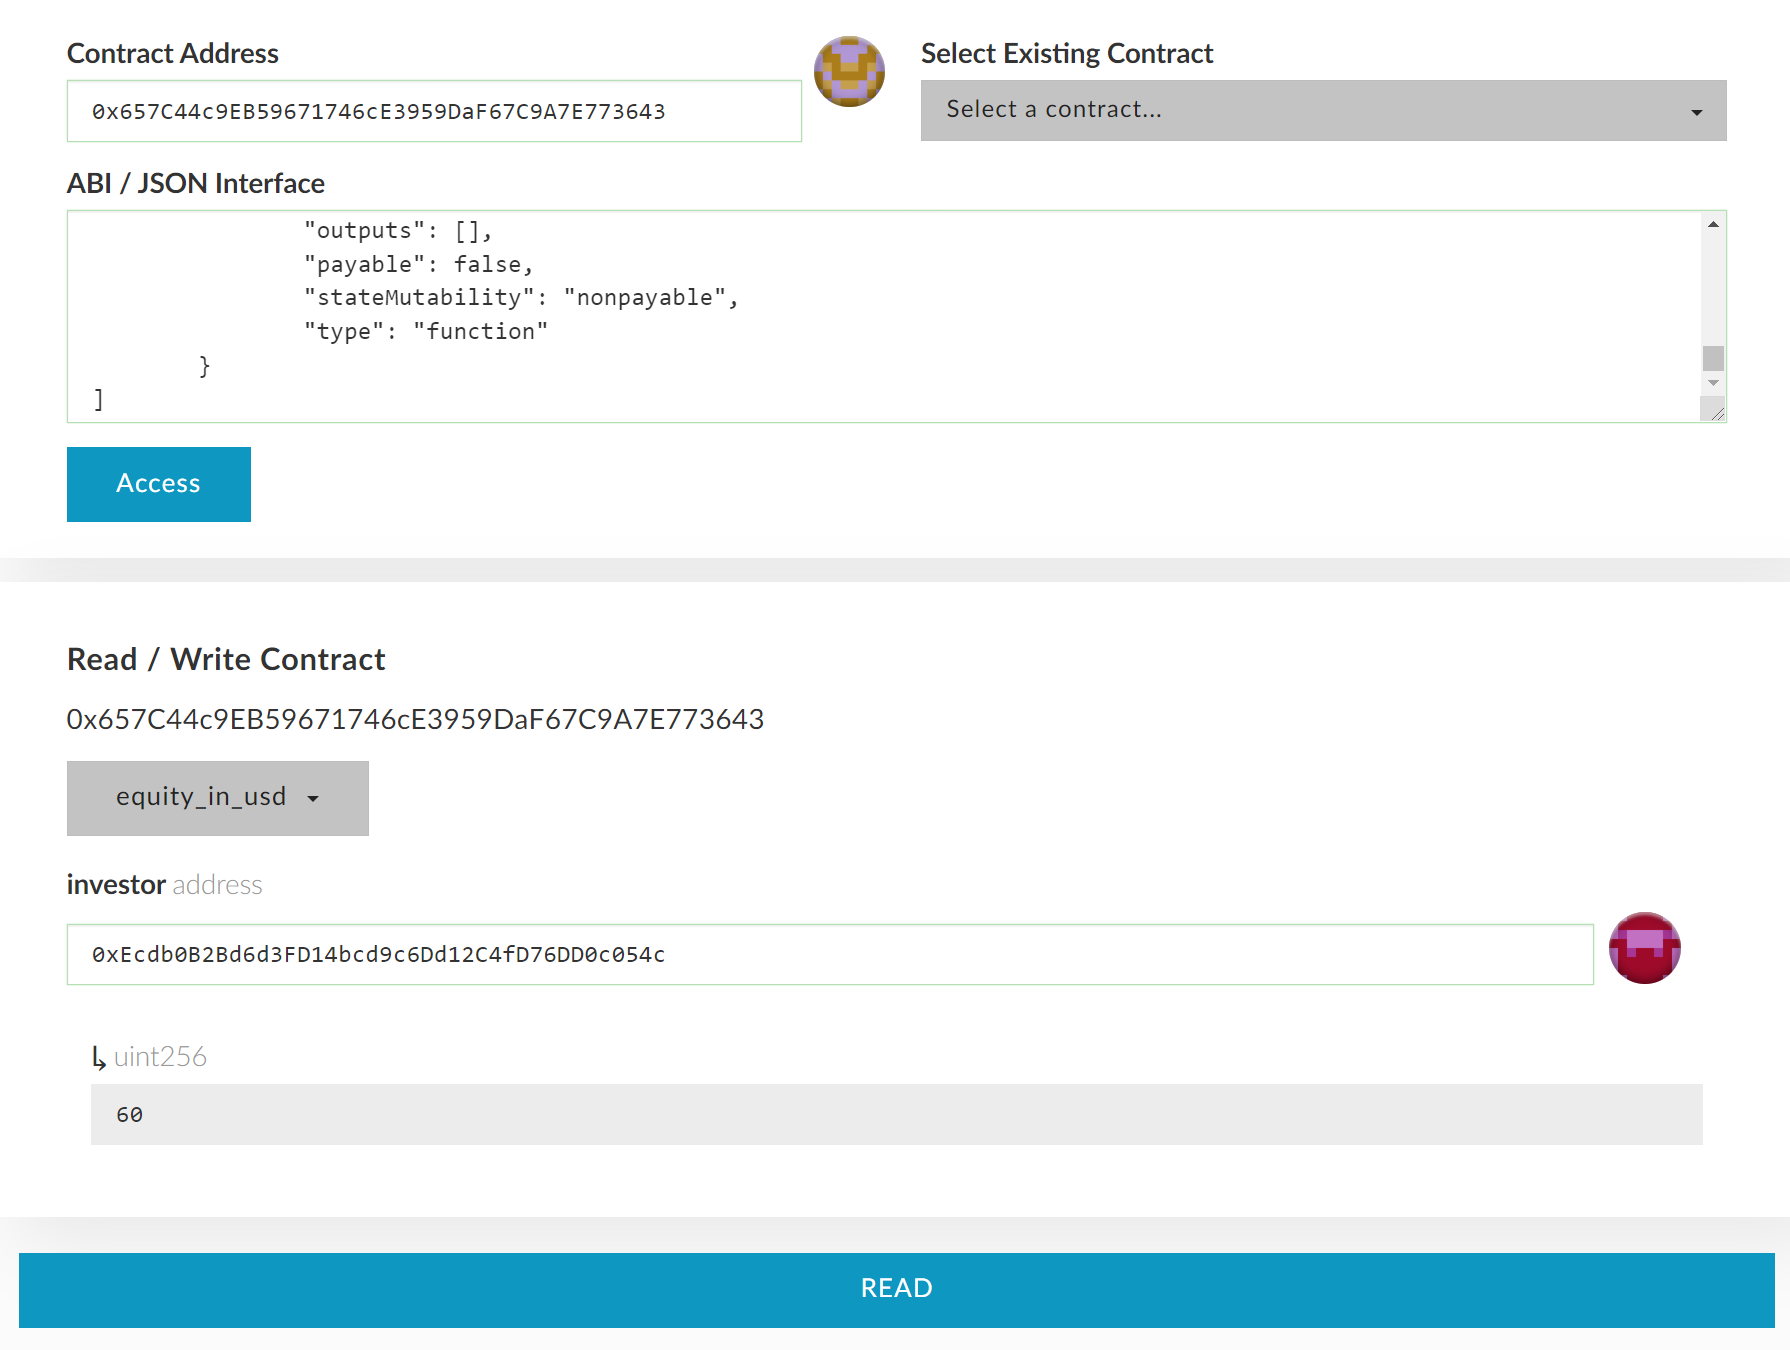 Contract Address
Select Existing Contract
0x657C44c9EB59671746cE3959DaF67C9A7E773643
Select a contract...
ABI / JSON Interface
"outputs": [],
"payable": false,
"stateMutability": "nonpayable",
"type": "function"
}
]
Access
Read / Write Contract
0x657C44c9EB59671746cE3959DaF67C9A7E773643
equity_in_usd
investor address
0xEcdb0B2Bd6d3FD14bcd9c6Dd12C4fD76DD0c054c
↳ uint256
60
READ